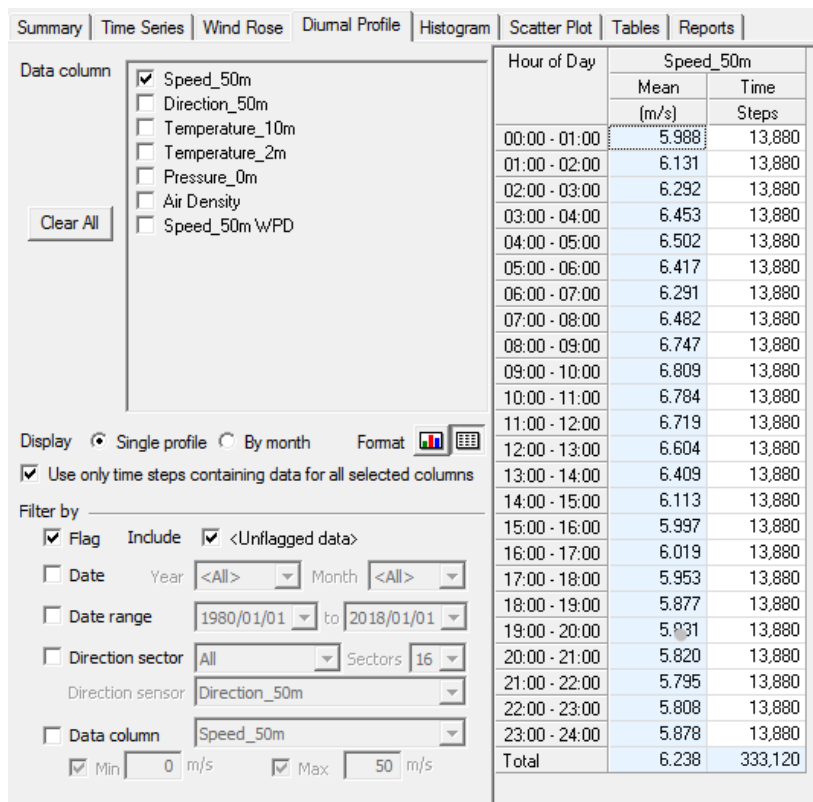 Summary Time Series Wind Rose Diurnal Profile Histogram Scatter Plot Tables Reports
Data column
Speed_50m
Direction_50m
Temperature_10m
Temperature_2m
Pressure_0m
Air Density
Speed_50m WPD
Clear All
Display Single profile By month Format
Use only time steps containing data for all selected columns
Filter by
Flag Include <Unflagged data>
Date Year <All> Month <All>
Date range 1980/01/01 to 2018/01/01
Direction sector All Sectors 16
Direction sensor Direction_50m
Data column Speed_50m
Min 0 m/s Max 50 m/s
Hour of Day Speed_50m
Mean Time
(m/s) Steps
00:00 - 01:00 5.988 13,880
01:00 - 02:00 6.131 13,880
02:00 - 03:00 6.292 13,880
03:00 - 04:00 6.453 13,880
04:00 - 05:00 6.502 13,880
05:00 - 06:00 6.417 13,880
06:00 - 07:00 6.291 13,880
07:00 - 08:00 6.482 13,880
08:00 - 09:00 6.747 13,880
09:00 - 10:00 6.809 13,880
10:00 - 11:00 6.784 13,880
11:00 - 12:00 6.719 13,880
12:00 - 13:00 6.604 13,880
13:00 - 14:00 6.409 13,880
14:00 - 15:00 6.113 13,880
15:00 - 16:00 5.997 13,880
16:00 - 17:00 6.019 13,880
17:00 - 18:00 5.953 13,880
18:00 - 19:00 5.877 13,880
19:00 - 20:00 13,880
20:00 - 21:00 5.820 13,880
21:00 - 22:00 5.795 13,880
22:00 - 23:00 5.808 13,880
23:00 - 24:00 5.878 13,880
Total 6.238 333,120